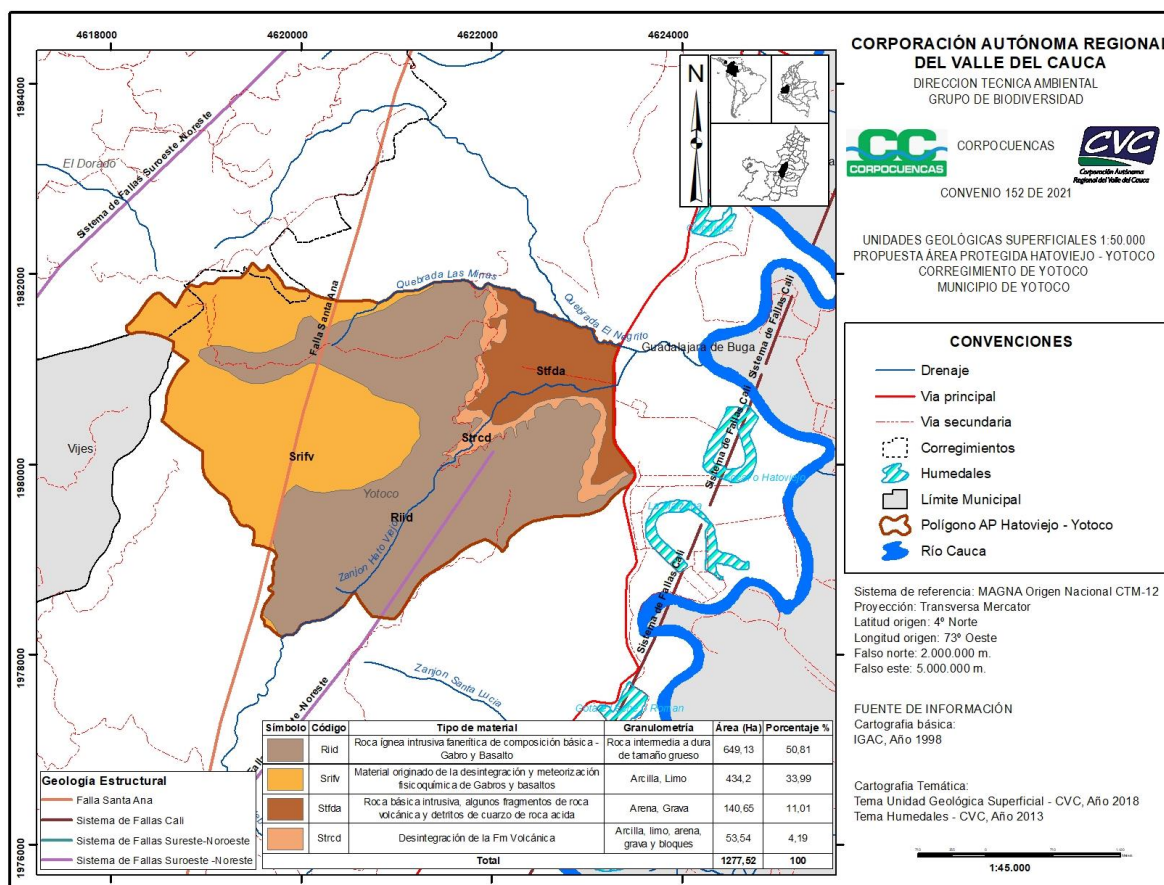 4618000
4620000
4622000
4624000
1984000
1982000
1980000
1978000
1976000
El Dorado
Sistema de Fallas Suroeste -Noreste
Falla Santa Ana
Quebrada Las Minas
Quebrada El Negrito
Guadalajara de Buga
Sistema de Fallas Cali
Sistema de Fallas Cali
Sistema de Fallas Cali
Stfda
Strcd
Srifv
Vijes
Yotoco
Riid
Zanjon Hato Viejo
Zanjon Santa Lucia
N
CORPORACIÓN AUTÓNOMA REGIONAL
DEL VALLE DEL CAUCA
DIRECCION TECNICA AMBIENTAL
GRUPO DE BIODIVERSIDAD
CC
CORPOCUENCAS
CORPOCUENCAS
CVC
Corporación Autónoma
Regional del Valle del Cauca
CONVENIO 152 DE 2021
UNIDADES GEOLÓGICAS SUPERFICIALES 1:50.000
PROPUESTA ÁREA PROTEGIDA HATOVIEJO - YOTOCO
CORREGIMIENTO DE YOTOCO
MUNICIPIO DE YOTOCO
CONVENCIONES
Drenaje
Via principal
Via secundaria
Corregimientos
Humedales
Límite Municipal
Polígono AP Hatoviejo - Yotoco
Río Cauca
Sistema de referencia: MAGNA Origen Nacional CTM-12
Proyección: Transversa Mercator
Latitud origen: 4º Norte
Longitud origen: 73º Oeste
Falso norte: 2.000.000 m.
Falso este: 5.000.000 m.
FUENTE DE INFORMACIÓN
Cartografia básica:
IGAC, Año 1998
Cartografia Temática:
Tema Unidad Geológica Superficial - CVC, Año 2018
Tema Humedales - CVC, Año 2013
1:45.000
Geología Estructural
Falla Santa Ana
Sistema de Fallas Cali
Sistema de Fallas Sureste-Noroeste
Sistema de Fallas Suroeste -Noreste
Símbolo Código Tipo de material Granulometría Área (Ha) Porcentaje %
Riid Roca ígnea intrusiva fanerítica de composición básica - Gabro y Basalto Roca intermedia a dura de tamaño grueso 649,13 50,81
Srifv Material originado de la desintegración y meteorización fisicoquímica de Gabros y basaltos Arcilla, Limo 434,2 33,99
Stfda Roca básica intrusiva, algunos fragmentos de roca volcánica y detritos de cuarzo de roca acida Arena, Grava 140,65 11,01
Strcd Desintegración de la Fm Volcánica Arcilla, limo, arena, grava y bloques 53,54 4,19
Total 1277,52 100